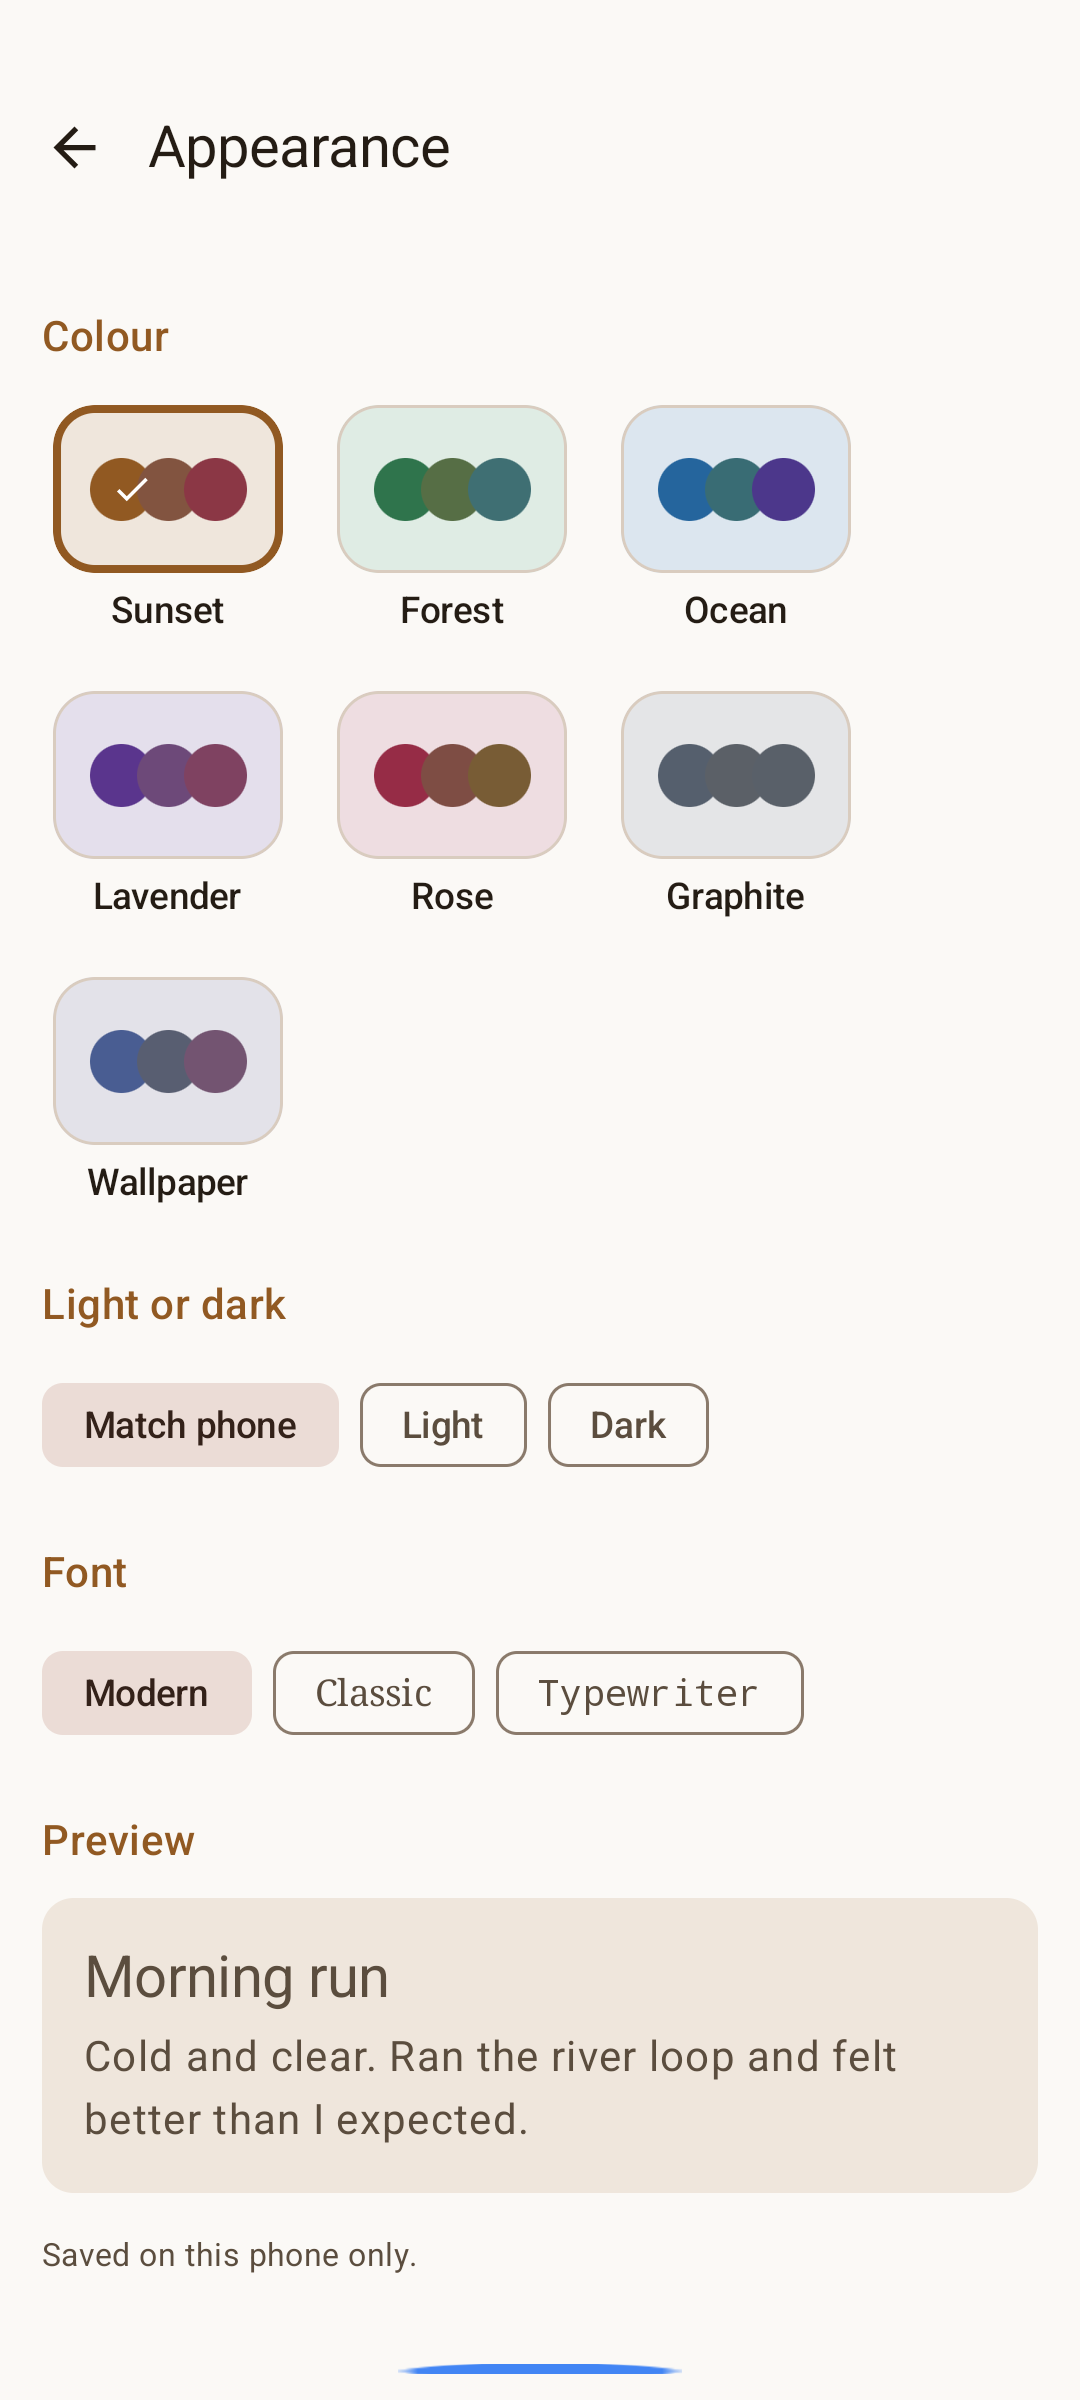 Appearance
Colour
Sunset
Forest
Ocean
Lavender
Rose
Graphite
Wallpaper
Light or dark
Match phone
Light
Dark
Font
Modern
Classic
Typewriter
Preview
Morning run
Cold and clear. Ran the river loop and felt
better than I expected.
Saved on this phone only.